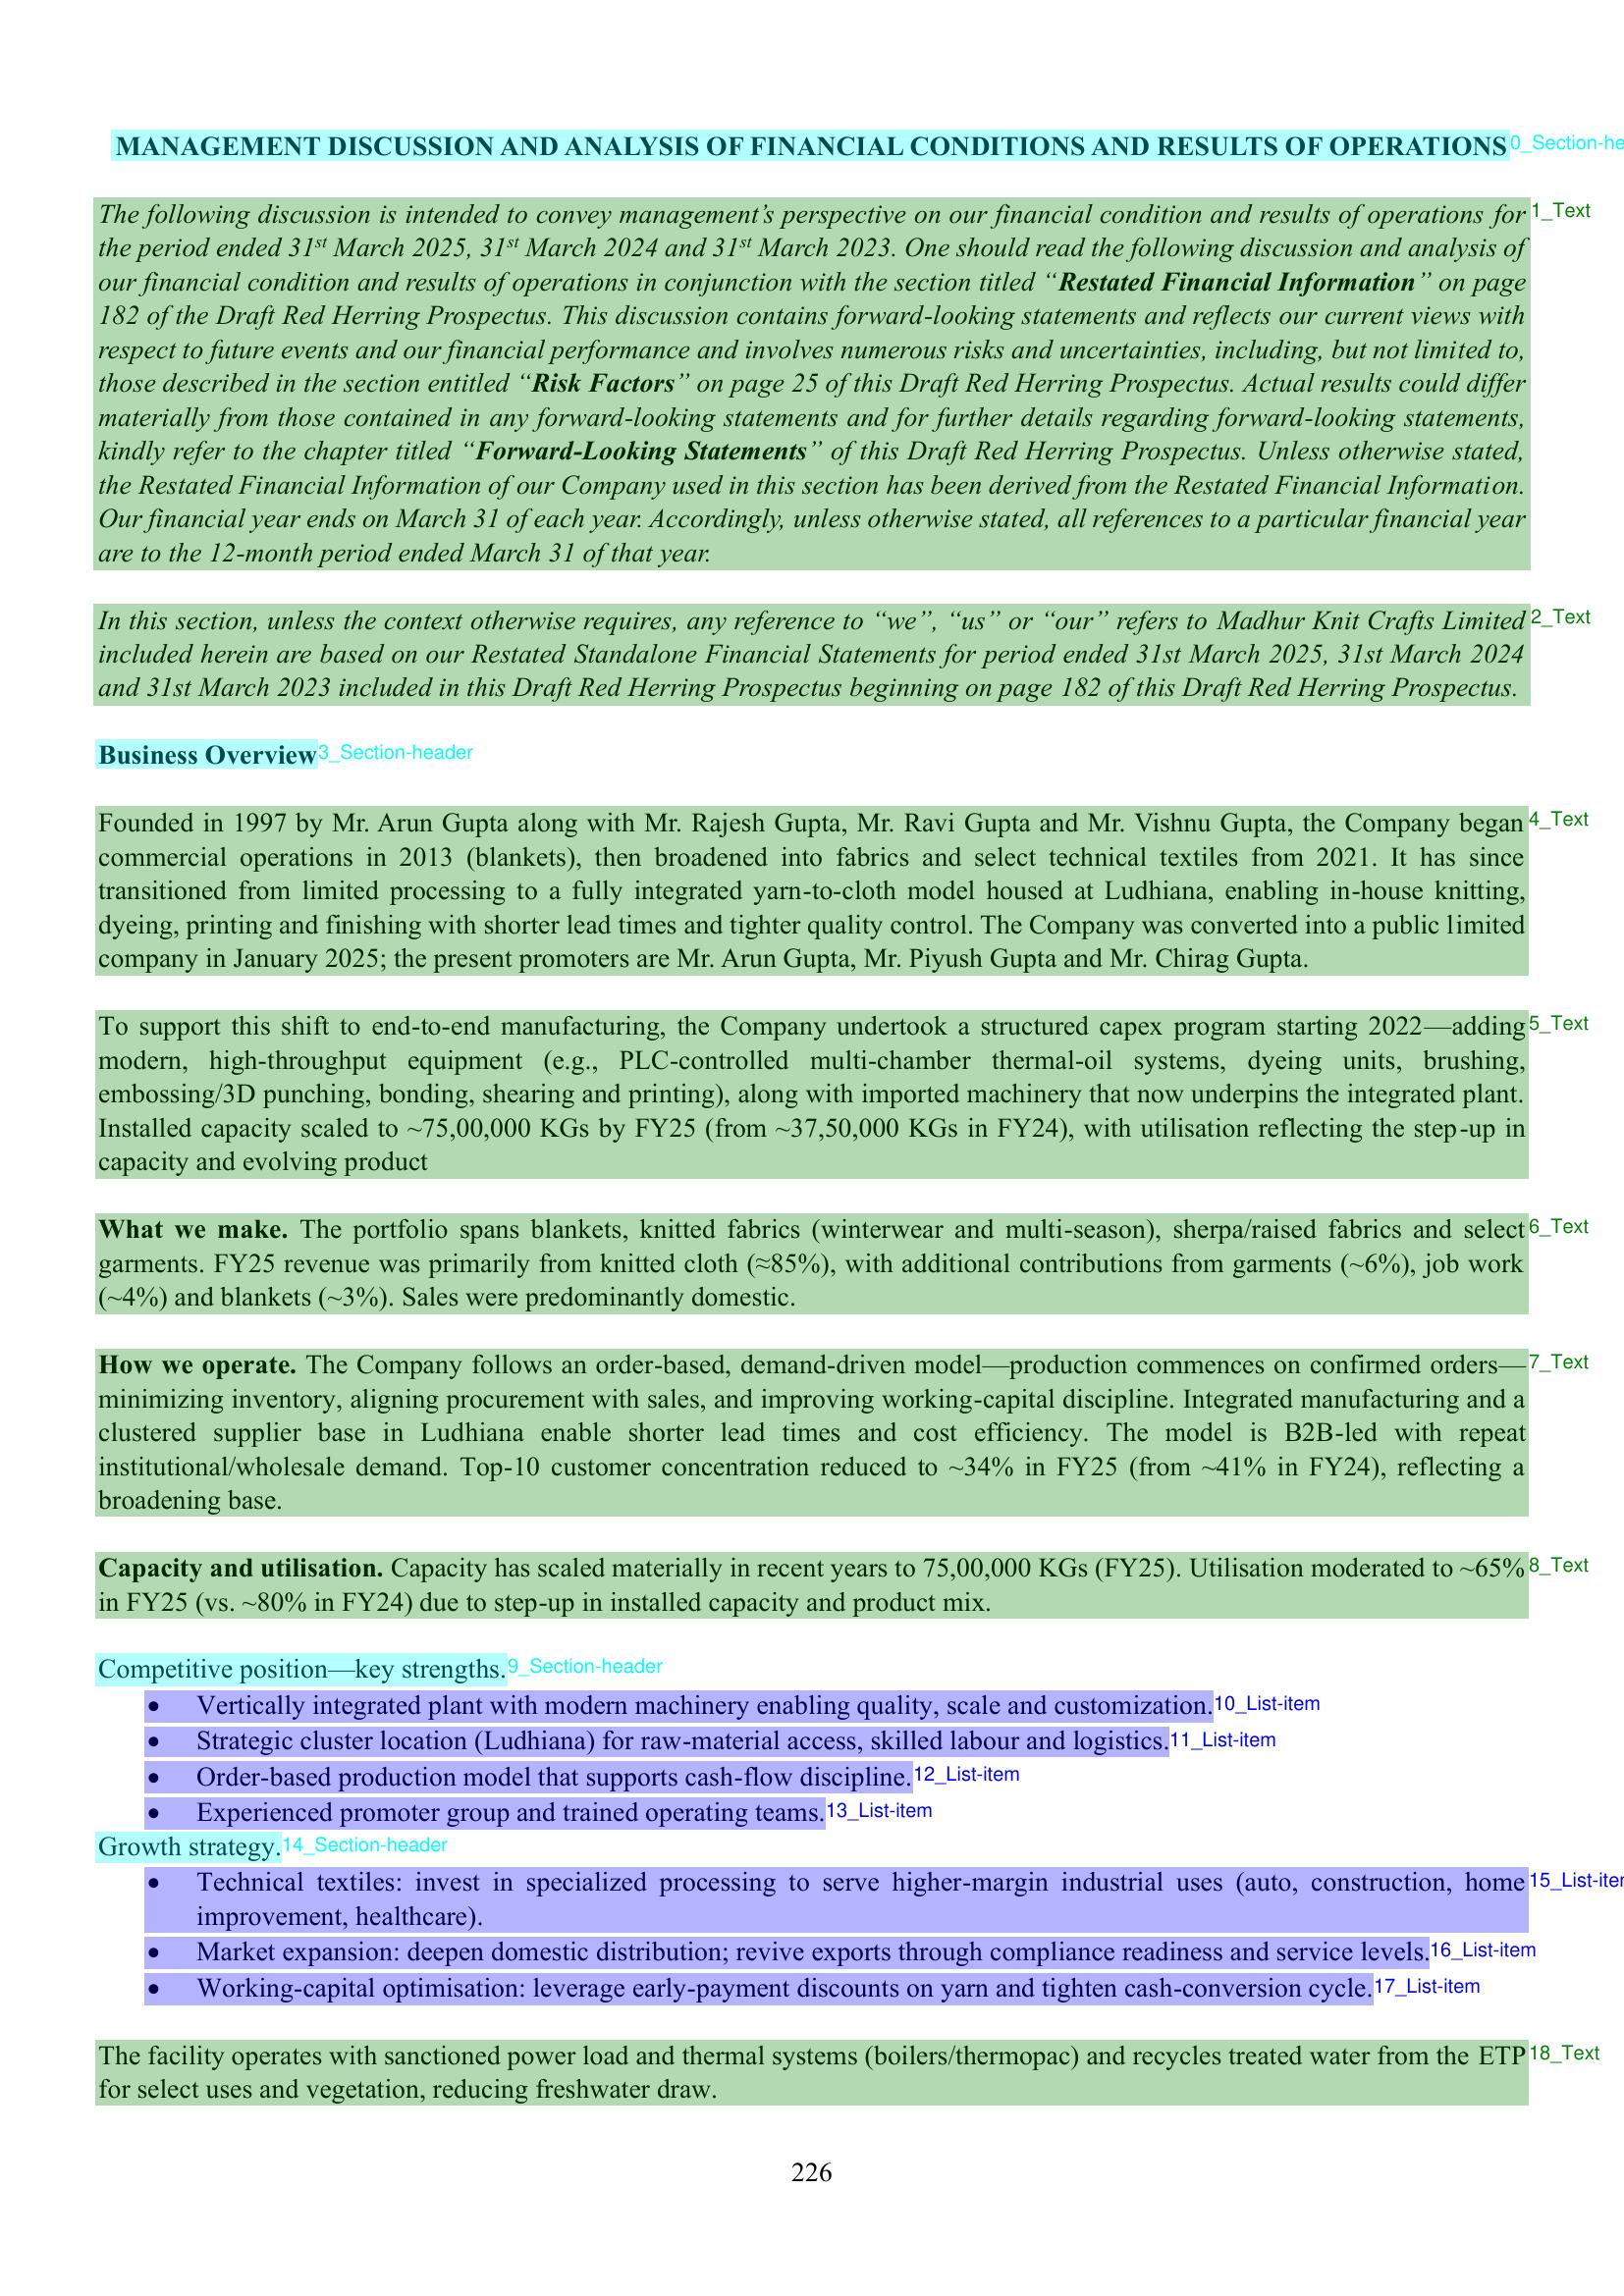 MANAGEMENT DISCUSSION AND ANALYSIS OF FINANCIAL CONDITIONS AND RESULTS OF OPERATIONS 0_Section-he
The following discussion is intended to convey management’s perspective on our financial condition and results of operations for 1_Text
the period ended 31st March 2025, 31st March 2024 and 31st March 2023. One should read the following discussion and analysis of
our financial condition and results of operations in conjunction with the section titled “Restated Financial Information” on page
182 of the Draft Red Herring Prospectus. This discussion contains forward-looking statements and reflects our current views with
respect to future events and our financial performance and involves numerous risks and uncertainties, including, but not limited to,
those described in the section entitled “Risk Factors” on page 25 of this Draft Red Herring Prospectus. Actual results could differ
materially from those contained in any forward-looking statements and for further details regarding forward-looking statements,
kindly refer to the chapter titled “Forward-Looking Statements” of this Draft Red Herring Prospectus. Unless otherwise stated,
the Restated Financial Information of our Company used in this section has been derived from the Restated Financial Information.
Our financial year ends on March 31 of each year. Accordingly, unless otherwise stated, all references to a particular financial year
are to the 12-month period ended March 31 of that year.
In this section, unless the context otherwise requires, any reference to “we”, “us” or “our” refers to Madhur Knit Crafts Limited 2_Text
included herein are based on our Restated Standalone Financial Statements for period ended 31st March 2025, 31st March 2024
and 31st March 2023 included in this Draft Red Herring Prospectus beginning on page 182 of this Draft Red Herring Prospectus.
Business Overview 3_Section-header
Founded in 1997 by Mr. Arun Gupta along with Mr. Rajesh Gupta, Mr. Ravi Gupta and Mr. Vishnu Gupta, the Company began 4_Text
commercial operations in 2013 (blankets), then broadened into fabrics and select technical textiles from 2021. It has since
transitioned from limited processing to a fully integrated yarn-to-cloth model housed at Ludhiana, enabling in-house knitting,
dyeing, printing and finishing with shorter lead times and tighter quality control. The Company was converted into a public limited
company in January 2025; the present promoters are Mr. Arun Gupta, Mr. Piyush Gupta and Mr. Chirag Gupta.
To support this shift to end-to-end manufacturing, the Company undertook a structured capex program starting 2022—adding 5_Text
modern, high-throughput equipment (e.g., PLC-controlled multi-chamber thermal-oil systems, dyeing units, brushing,
embossing/3D punching, bonding, shearing and printing), along with imported machinery that now underpins the integrated plant.
Installed capacity scaled to ~75,00,000 KGs by FY25 (from ~37,50,000 KGs in FY24), with utilisation reflecting the step-up in
capacity and evolving product
What we make. The portfolio spans blankets, knitted fabrics (winterwear and multi-season), sherpa/raised fabrics and select 6_Text
garments. FY25 revenue was primarily from knitted cloth (≈85%), with additional contributions from garments (~6%), job work
(~4%) and blankets (~3%). Sales were predominantly domestic.
How we operate. The Company follows an order-based, demand-driven model—production commences on confirmed orders— 7_Text
minimizing inventory, aligning procurement with sales, and improving working-capital discipline. Integrated manufacturing and a
clustered supplier base in Ludhiana enable shorter lead times and cost efficiency. The model is B2B-led with repeat
institutional/wholesale demand. Top-10 customer concentration reduced to ~34% in FY25 (from ~41% in FY24), reflecting a
broadening base.
Capacity and utilisation. Capacity has scaled materially in recent years to 75,00,000 KGs (FY25). Utilisation moderated to ~65% 8_Text
in FY25 (vs. ~80% in FY24) due to step-up in installed capacity and product mix.
Competitive position—key strengths. 9_Section-header
• Vertically integrated plant with modern machinery enabling quality, scale and customization. 10_List-item
• Strategic cluster location (Ludhiana) for raw-material access, skilled labour and logistics. 11_List-item
• Order-based production model that supports cash-flow discipline. 12_List-item
• Experienced promoter group and trained operating teams. 13_List-item
Growth strategy. 14_Section-header
• Technical textiles: invest in specialized processing to serve higher-margin industrial uses (auto, construction, home 15_List-iter
improvement, healthcare).
• Market expansion: deepen domestic distribution; revive exports through compliance readiness and service levels. 16_List-item
• Working-capital optimisation: leverage early-payment discounts on yarn and tighten cash-conversion cycle. 17_List-item
The facility operates with sanctioned power load and thermal systems (boilers/thermopac) and recycles treated water from the ETP 18_Text
for select uses and vegetation, reducing freshwater draw.
226